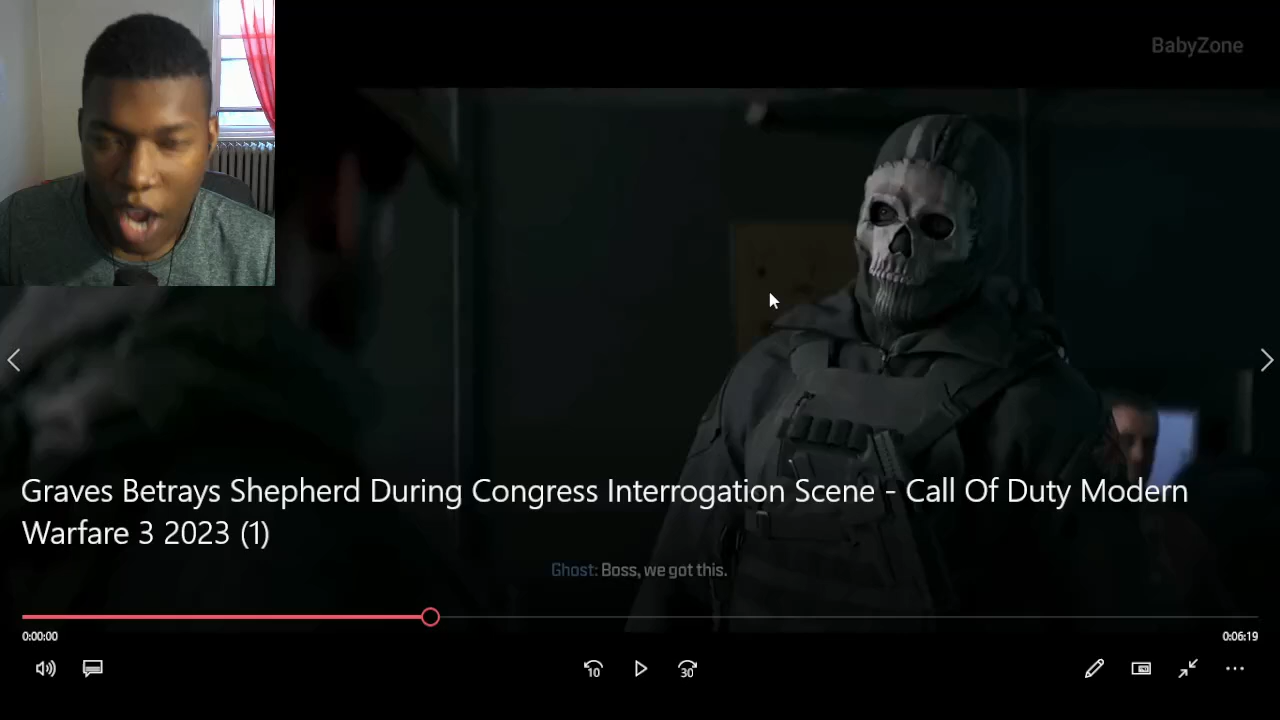 BabyZone
Graves Betrays Shepherd During Congress Interrogation Scene - Call Of Duty Modern
Warfare 3 2023 (1)
Ghost: Boss, we got this.
0:00:00
0:06:19
10
30